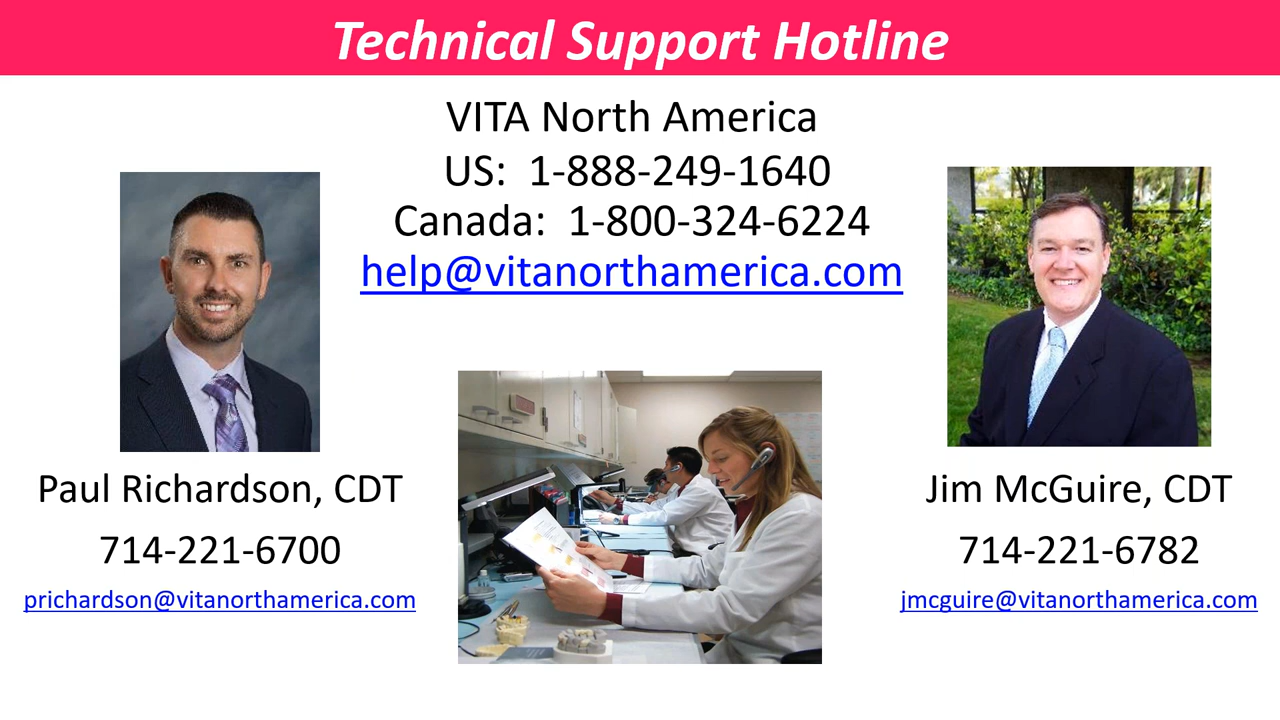 Technical Support Hotline
VITA North America
US: 1-888-249-1640
Canada: 1-800-324-6224
help@vitanorthamerica.com
Paul Richardson, CDT
714-221-6700
prichardson@vitanorthamerica.com
Jim McGuire, CDT
714-221-6782
jmcguire@vitanorthamerica.com